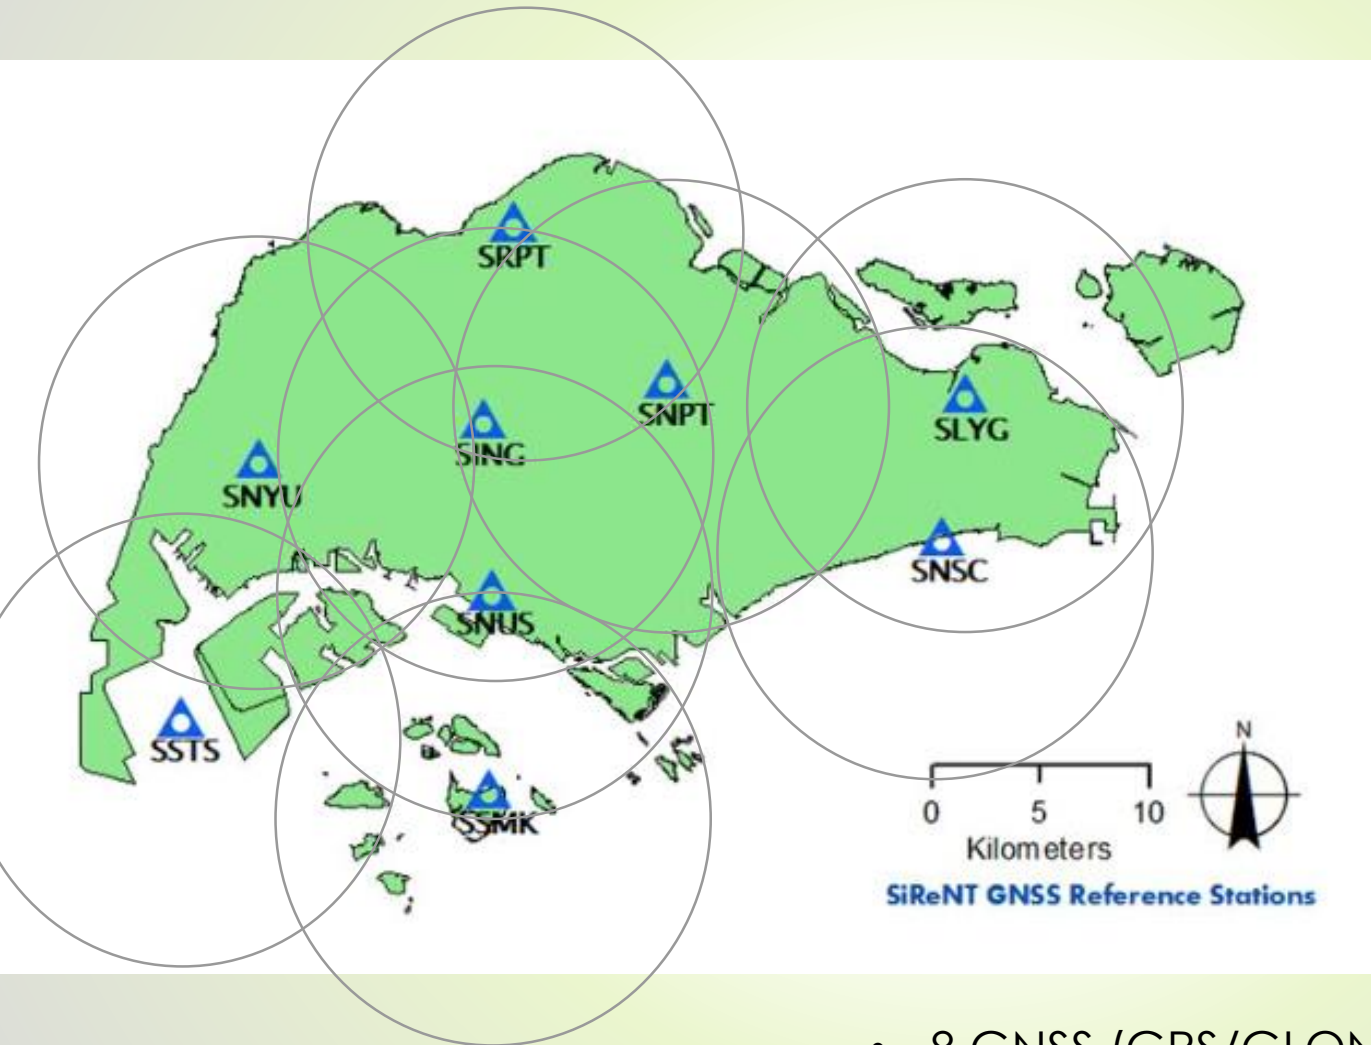 SRPT
SNPT
SLYG
SING
SNYU
SNSC
SNUS
SSTS
SSMK
N
0 5 10
Kilometers
SiReNT GNSS Reference Stations